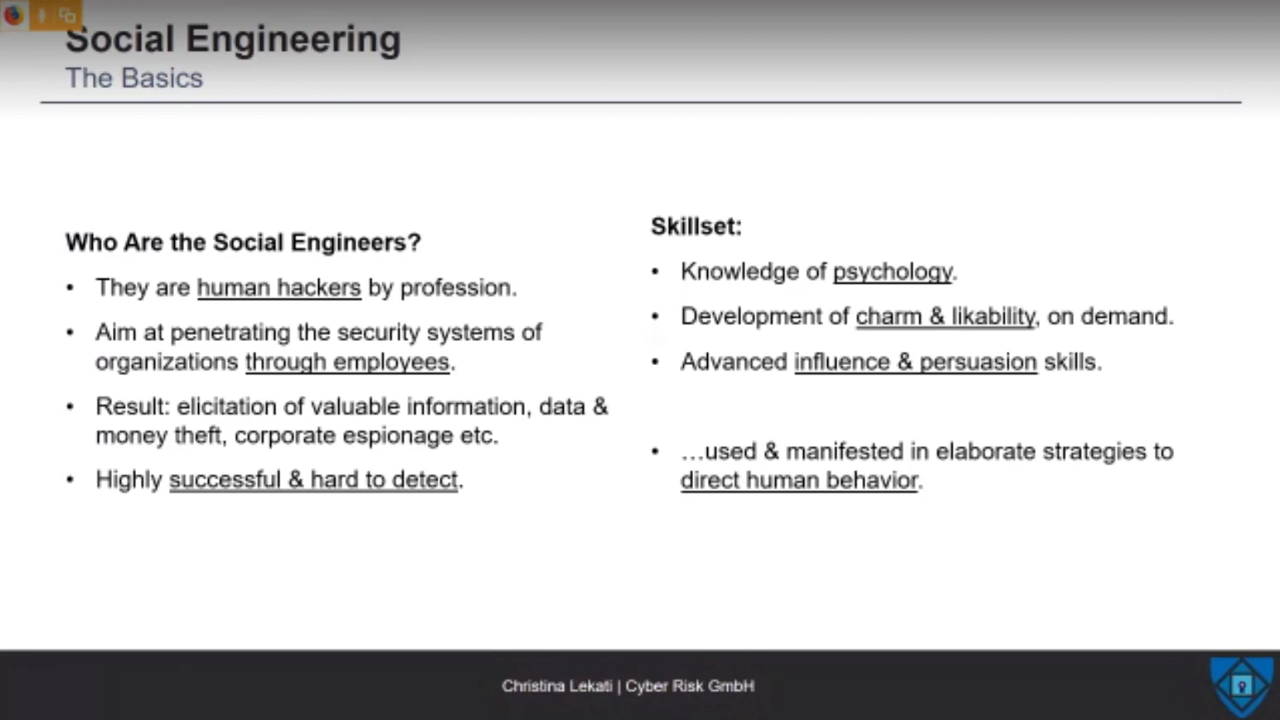 Social Engineering
The Basics
Who Are the Social Engineers?
• They are human hackers by profession.
• Aim at penetrating the security systems of
organizations through employees.
• Result: elicitation of valuable information, data &
money theft, corporate espionage etc.
• Highly successful & hard to detect.
Skillset:
• Knowledge of psychology.
• Development of charm & likability, on demand.
• Advanced influence & persuasion skills.
• …used & manifested in elaborate strategies to
direct human behavior.
Christina Lekati | Cyber Risk GmbH